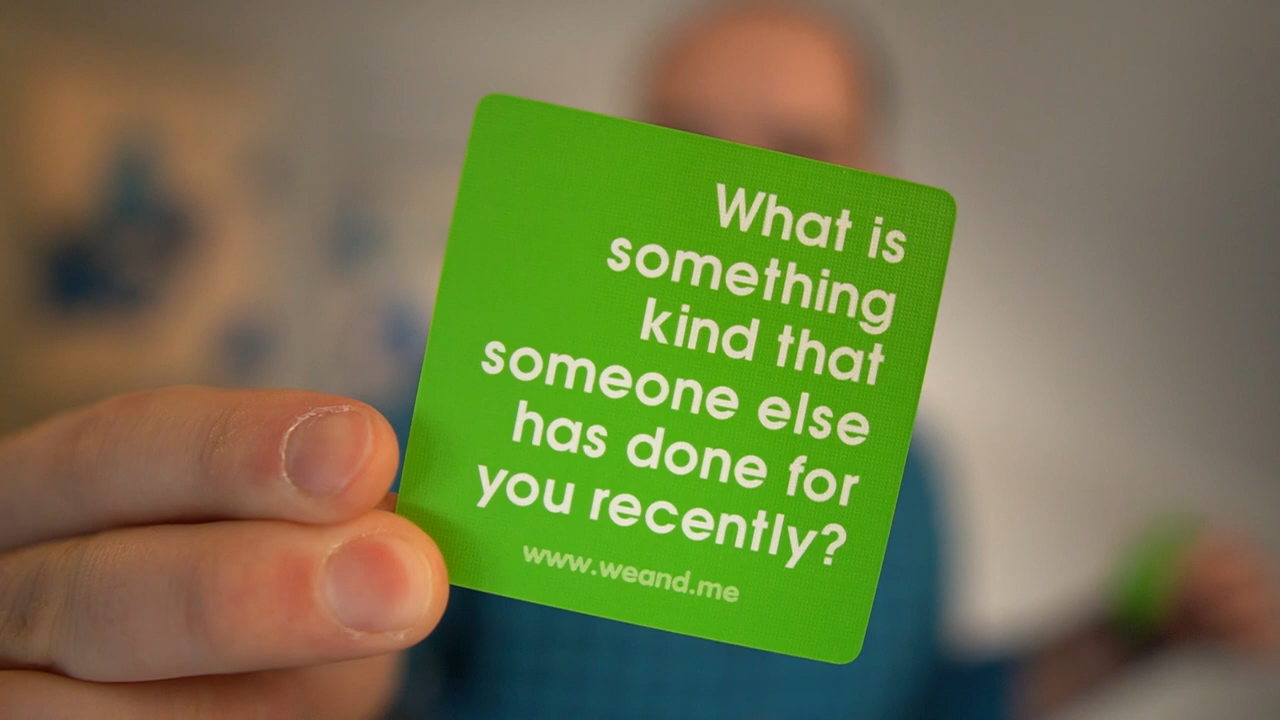 What is
something
kind that
someone else
has done for
you recently?
www.weand.me